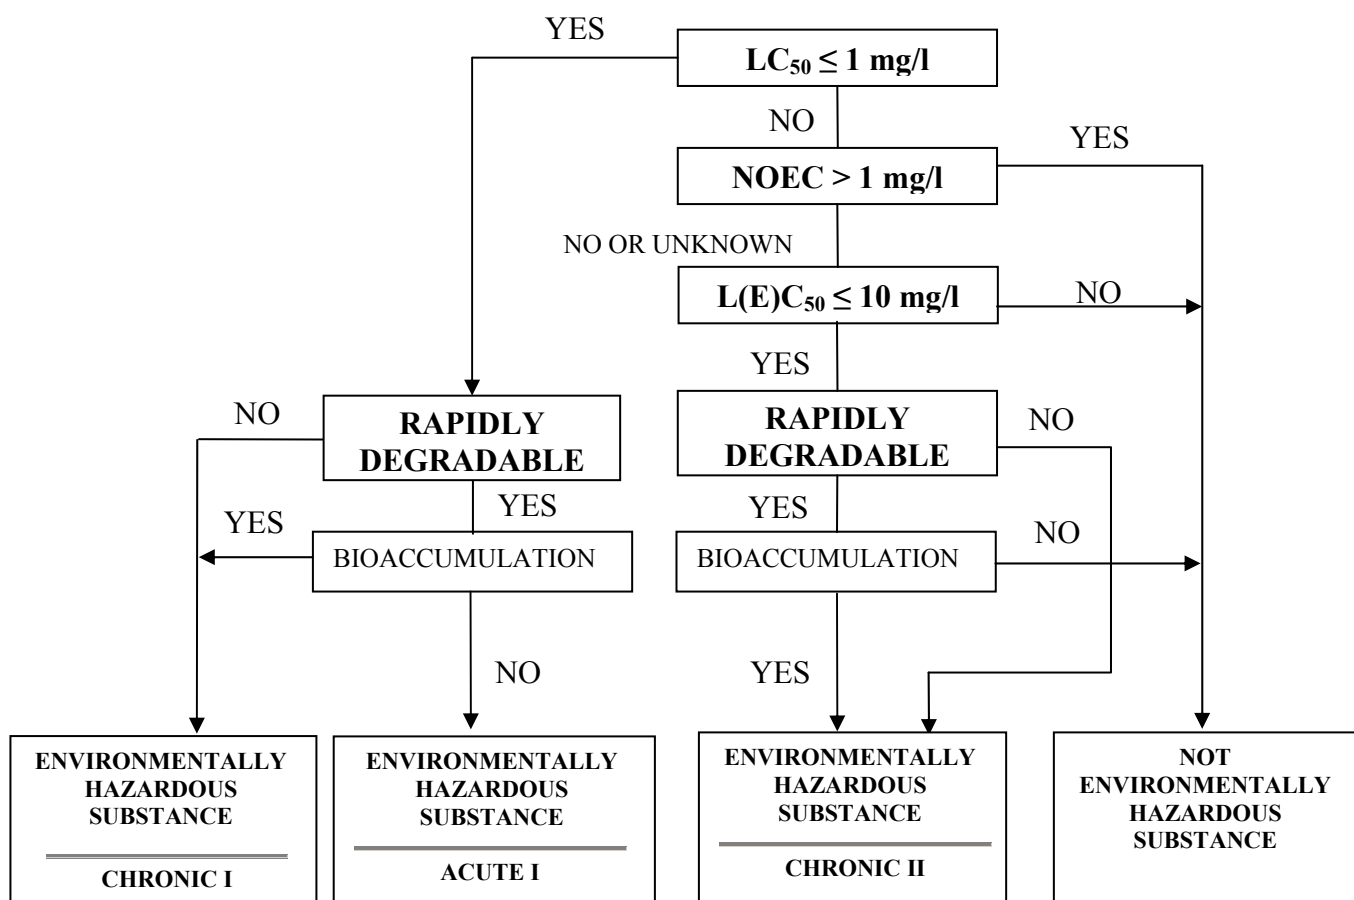 YES
LC₅₀ ≤ 1 mg/l
NO
YES
NOEC > 1 mg/l
NO OR UNKNOWN
L(E)C₅₀ ≤ 10 mg/l
NO
YES
NO
RAPIDLY
DEGRADABLE
RAPIDLY
DEGRADABLE
NO
YES
YES
YES
NO
BIOACCUMULATION
BIOACCUMULATION
NO
YES
ENVIRONMENTALLY
HAZARDOUS
SUBSTANCE
CHRONIC I
ENVIRONMENTALLY
HAZARDOUS
SUBSTANCE
ACUTE I
ENVIRONMENTALLY
HAZARDOUS
SUBSTANCE
CHRONIC II
NOT
ENVIRONMENTALLY
HAZARDOUS
SUBSTANCE